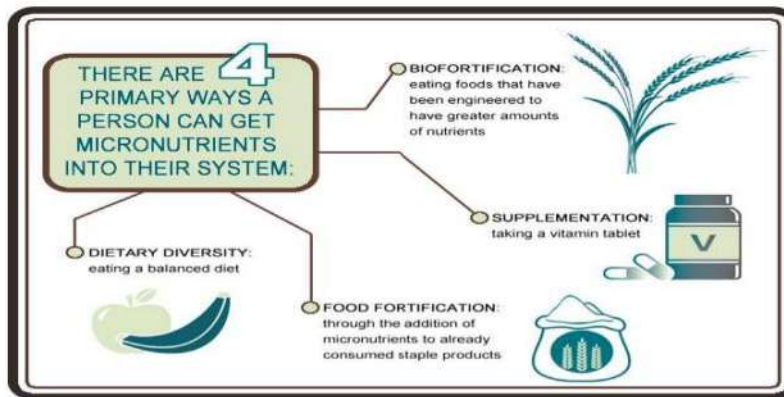 THERE ARE 4
PRIMARY WAYS A
PERSON CAN GET
MICRONUTRIENTS
INTO THEIR SYSTEM:
BIOFORTIFICATION:
eating foods that have
been engineered to
have greater amounts
of nutrients
SUPPLEMENTATION:
taking a vitamin tablet
V
DIETARY DIVERSITY:
eating a balanced diet
FOOD FORTIFICATION:
through the addition of
micronutrients to already
consumed staple products